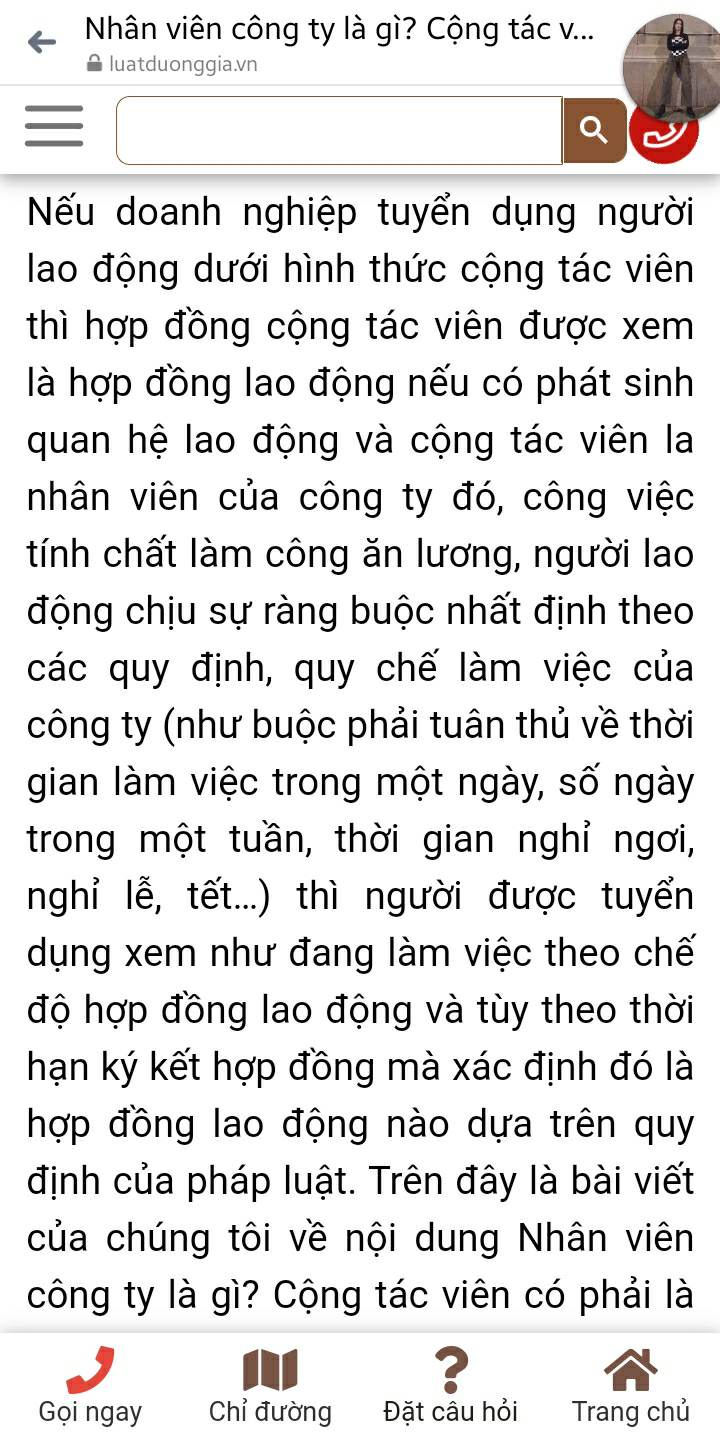 Nhân viên công ty là gì? Cộng tác v...
luatduonggia.vn
Nếu doanh nghiệp tuyển dụng người
lao động dưới hình thức cộng tác viên
thì hợp đồng cộng tác viên được xem
là hợp đồng lao động nếu có phát sinh
quan hệ lao động và cộng tác viên la
nhân viên của công ty đó, công việc
tính chất làm công ăn lương, người lao
động chịu sự ràng buộc nhất định theo
các quy định, quy chế làm việc của
công ty (như buộc phải tuân thủ về thời
gian làm việc trong một ngày, số ngày
trong một tuần, thời gian nghỉ ngơi,
nghỉ lễ, tết...) thì người được tuyển
dụng xem như đang làm việc theo chế
độ hợp đồng lao động và tùy theo thời
hạn ký kết hợp đồng mà xác định đó là
hợp đồng lao động nào dựa trên quy
định của pháp luật. Trên đây là bài viết
của chúng tôi về nội dung Nhân viên
công ty là gì? Cộng tác viên có phải là
Gọi ngay
Chỉ đường
Đặt câu hỏi
Trang chủ